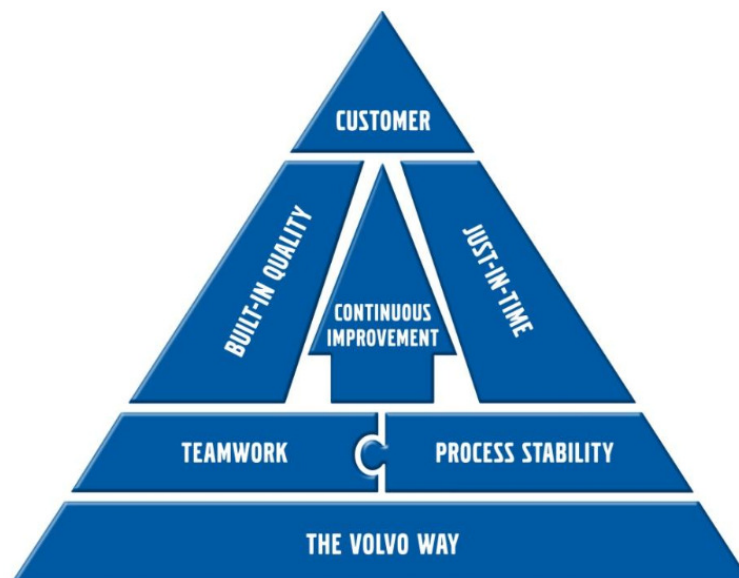 CUSTOMER
BUILT-IN QUALITY
CONTINUOUS
IMPROVEMENT
JUST-IN-TIME
TEAMWORK
PROCESS STABILITY
THE VOLVO WAY